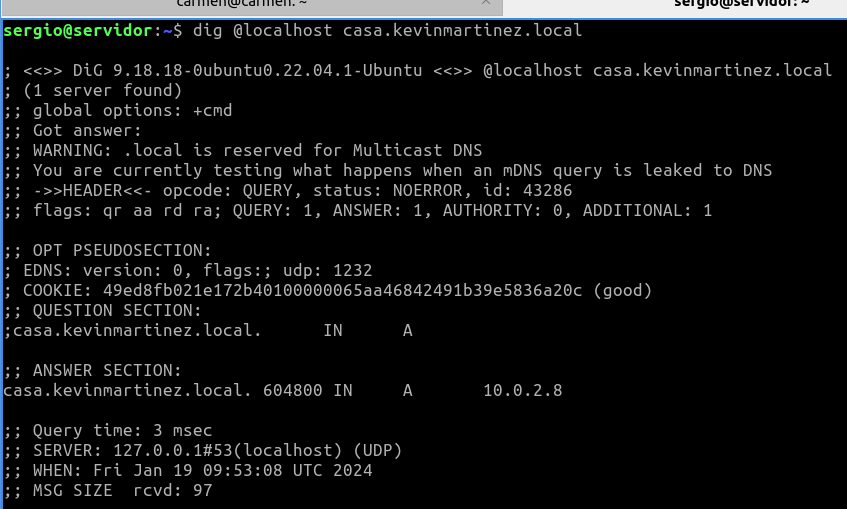 carmen@carmen: ~
sergio@servidor: ~
sergio@servidor:~$ dig @localhost casa.kevinmartinez.local
; <<>> DiG 9.18.18-0ubuntu0.22.04.1-Ubuntu <<>> @localhost casa.kevinmartinez.local
; (1 server found)
;; global options: +cmd
;; Got answer:
;; WARNING: .local is reserved for Multicast DNS
;; You are currently testing what happens when an mDNS query is leaked to DNS
;; ->>HEADER<<- opcode: QUERY, status: NOERROR, id: 43286
;; flags: qr aa rd ra; QUERY: 1, ANSWER: 1, AUTHORITY: 0, ADDITIONAL: 1
;; OPT PSEUDOSECTION:
; EDNS: version: 0, flags:; udp: 1232
; COOKIE: 49ed8fb021e172b40100000065aa46842491b39e5836a20c (good)
;; QUESTION SECTION:
;casa.kevinmartinez.local.      IN      A
;; ANSWER SECTION:
casa.kevinmartinez.local. 604800 IN     A       10.0.2.8
;; Query time: 3 msec
;; SERVER: 127.0.0.1#53(localhost) (UDP)
;; WHEN: Fri Jan 19 09:53:08 UTC 2024
;; MSG SIZE  rcvd: 97